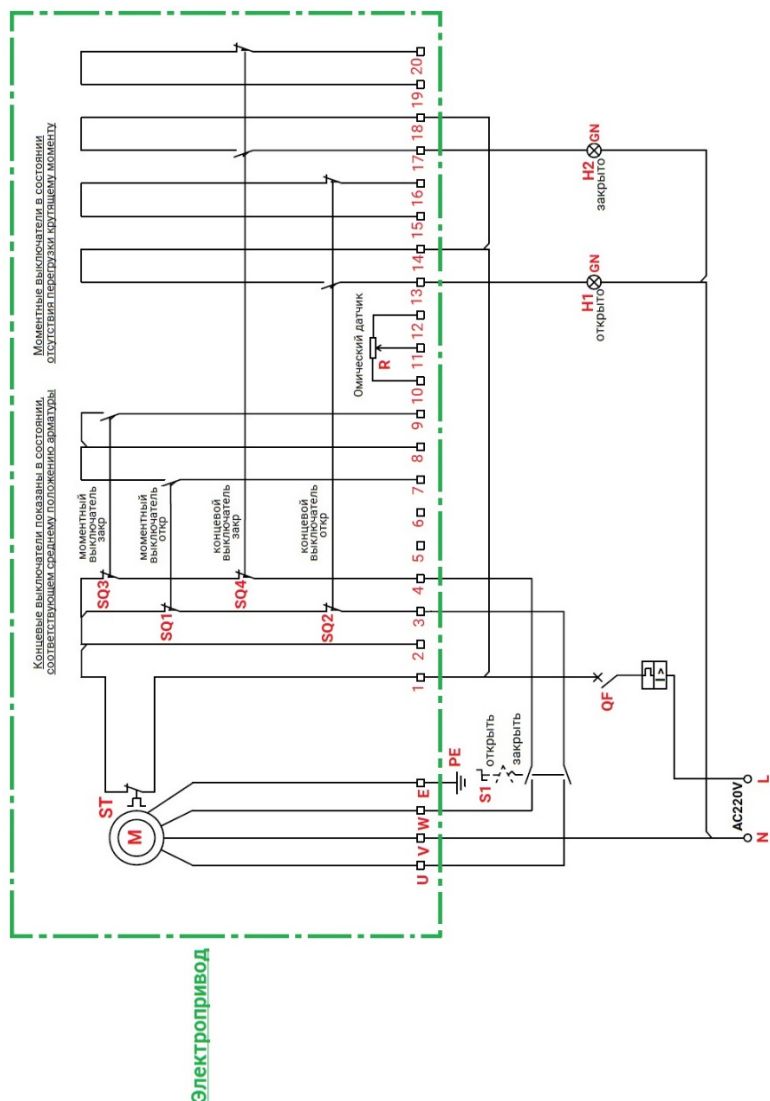 Электропривод
Концевые выключатели показаны в состоянии,
соответствующем среднему положению арматуры
Моментные выключатели в состоянии
отсутствия перегрузки крутящему моменту
моментный
выключатель
закр
моментный
выключатель
откр
концевой
выключатель
закр
концевой
выключатель
откр
SQ3
SQ1
SQ4
SQ2
ST
M
Омический датчик
R
U
V
W
E
1
2
3
4
5
6
7
8
9
10
11
12
13
14
15
16
17
18
19
20
PE
S1
открыть
закрыть
QF
I >
H1
GN
открыто
H2
GN
закрыто
AC220V
N
L